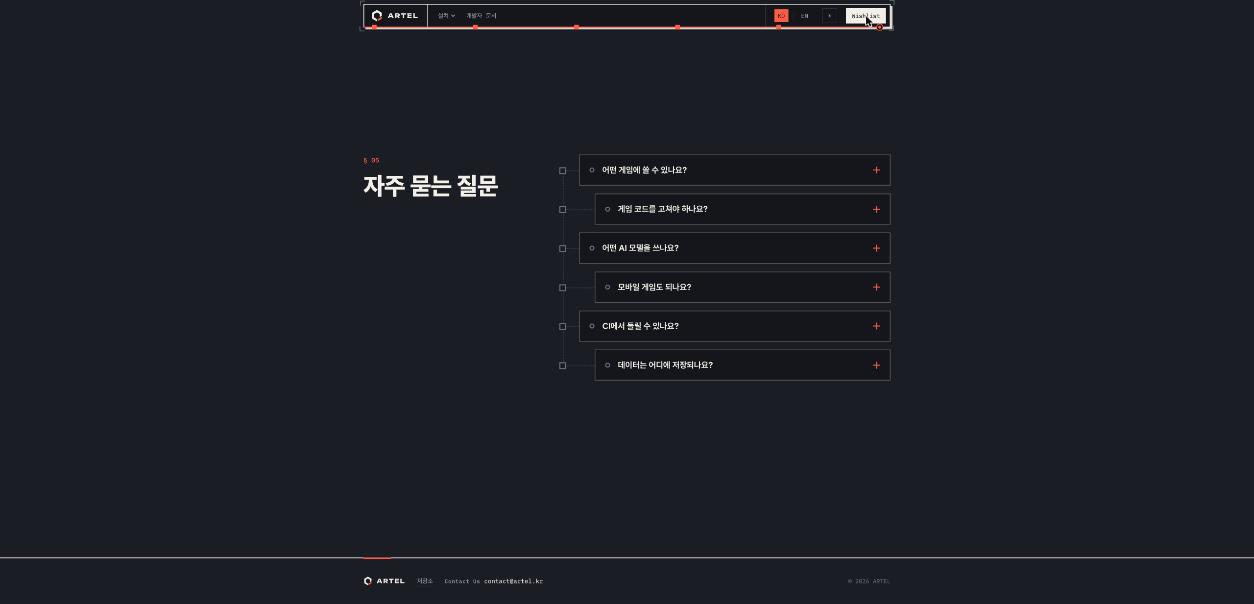 ARTEL 설치 개발자 문서 KO EN Wishlist
§ 05
자주 묻는 질문
어떤 게임에 쓸 수 있나요?
게임 코드를 고쳐야 하나요?
어떤 AI 모델을 쓰나요?
모바일 게임도 되나요?
CI에서 돌릴 수 있나요?
데이터는 어디에 저장되나요?
ARTEL 저장소 Contact Us contact@artel.kr © 2026 ARTEL